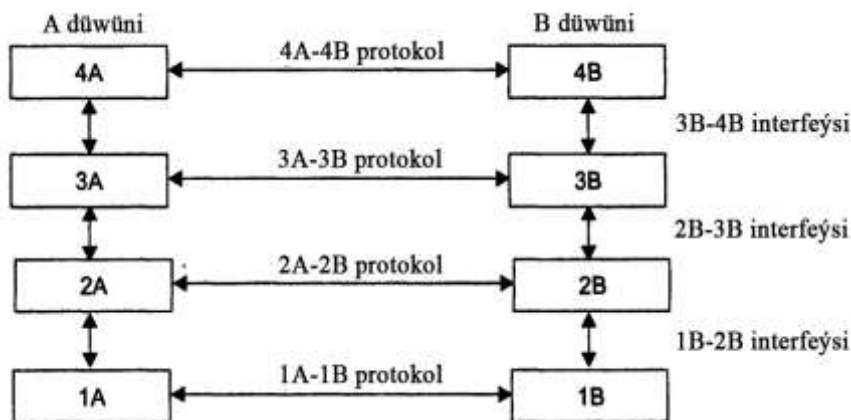 A düwüni B düwüni
4A 4A-4B protokol 4B
3B-4B interfeýsi
3A 3A-3B protokol 3B
2B-3B interfeýsi
2A 2A-2B protokol 2B
1B-2B interfeýsi
1A 1A-1B protokol 1B